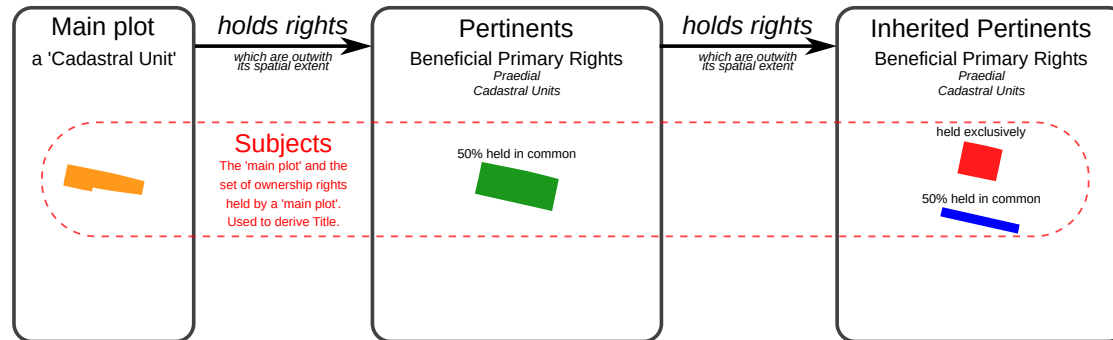 Main plot
a 'Cadastral Unit'
holds rights
which are outwith
its spatial extent
Pertinents
Beneficial Primary Rights
Praedial
Cadastral Units
holds rights
which are outwith
its spatial extent
Inherited Pertinents
Beneficial Primary Rights
Praedial
Cadastral Units
Subjects
The 'main plot' and the
set of ownership rights
held by a 'main plot'.
Used to derive Title.
50% held in common
held exclusively
50% held in common